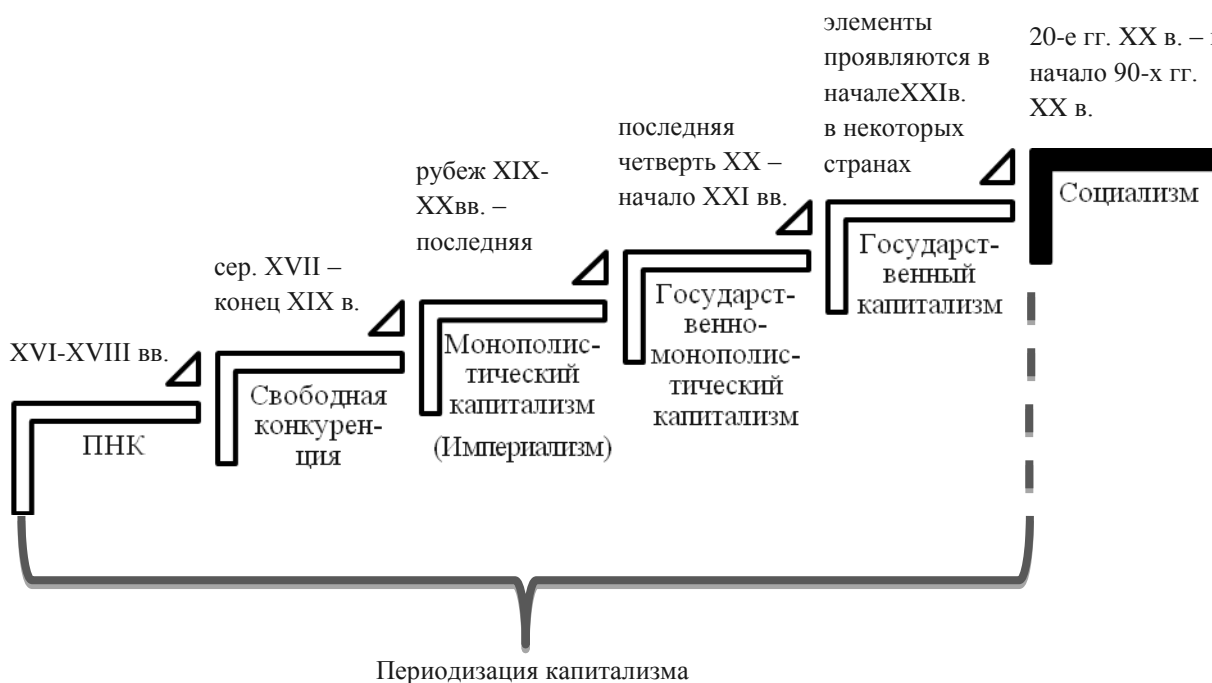 XVI-XVIII вв.
ПНК
сер. XVII –
конец XIX в.
Свободная
конкурен-
ция
рубеж XIX-
XXвв. –
последняя
Монополис-
тический
капитализм
(Империализм)
последняя
четверть XX –
начало XXI вв.
Государст-
венно-
монополис-
тический
капитализм
элементы
проявляются в
началеXXIв.
в некоторых
странах
Государст-
венный
капитализм
20-е гг. XX в. –
начало 90-х гг.
XX в.
Социализм
Периодизация капитализма